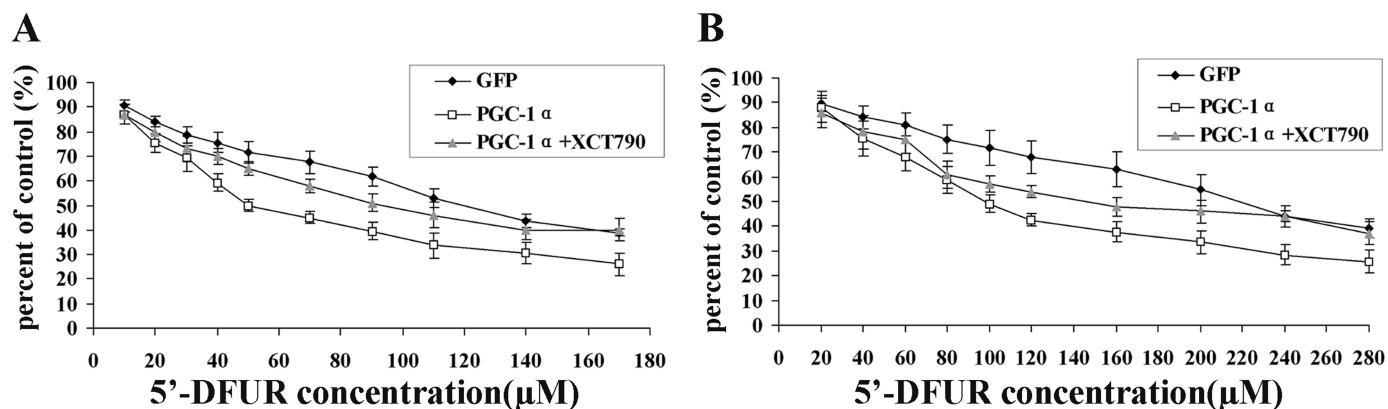 A
percent of control (%)
100
90
80
70
60
50
40
30
20
10
0
GFP
PGC-1 α
PGC-1 α +XCT790
0 20 40 60 80 100 120 140 160 180
5’-DFUR concentration(μM)
B
percent of control (%)
100
90
80
70
60
50
40
30
20
10
0
GFP
PGC-1 α
PGC-1 α +XCT790
0 20 40 60 80 100 120 140 160 180 200 220 240 260 280
5’-DFUR concentration(μM)